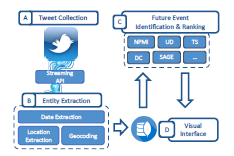 A Tweet Collection
Streaming
API
B Entity Extraction
Date Extraction
Location
Extraction
Geocoding
C Future Event
Identification & Ranking
NPMI UD TS
DC SAGE ...
D Visual
Interface